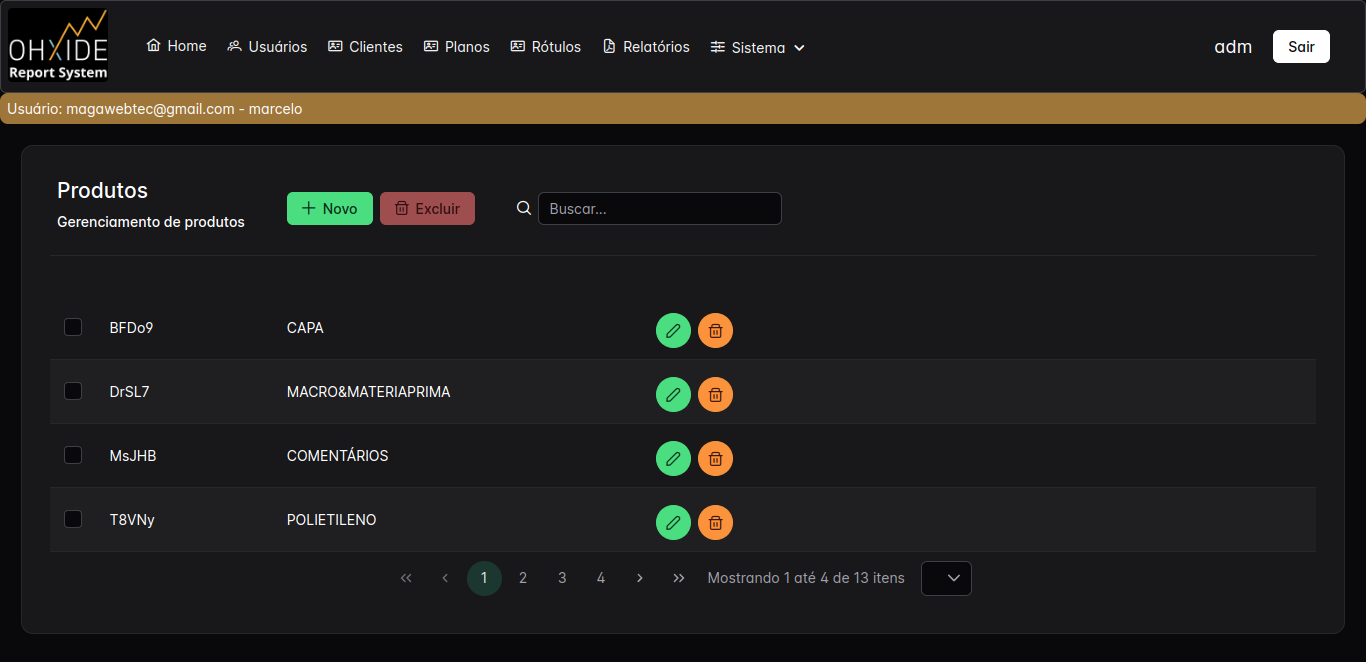 OHXIDE
Report System
Home Usuários Clientes Planos Rótulos Relatórios Sistema adm Sair
Usuário: magawebtec@gmail.com - marcelo
Produtos
Gerenciamento de produtos
Novo Excluir Buscar...
BFDo9 CAPA
DrSL7 MACRO&MATERIAPRIMA
MsJHB COMENTÁRIOS
T8VNy POLIETILENO
1 2 3 4 Mostrando 1 até 4 de 13 itens